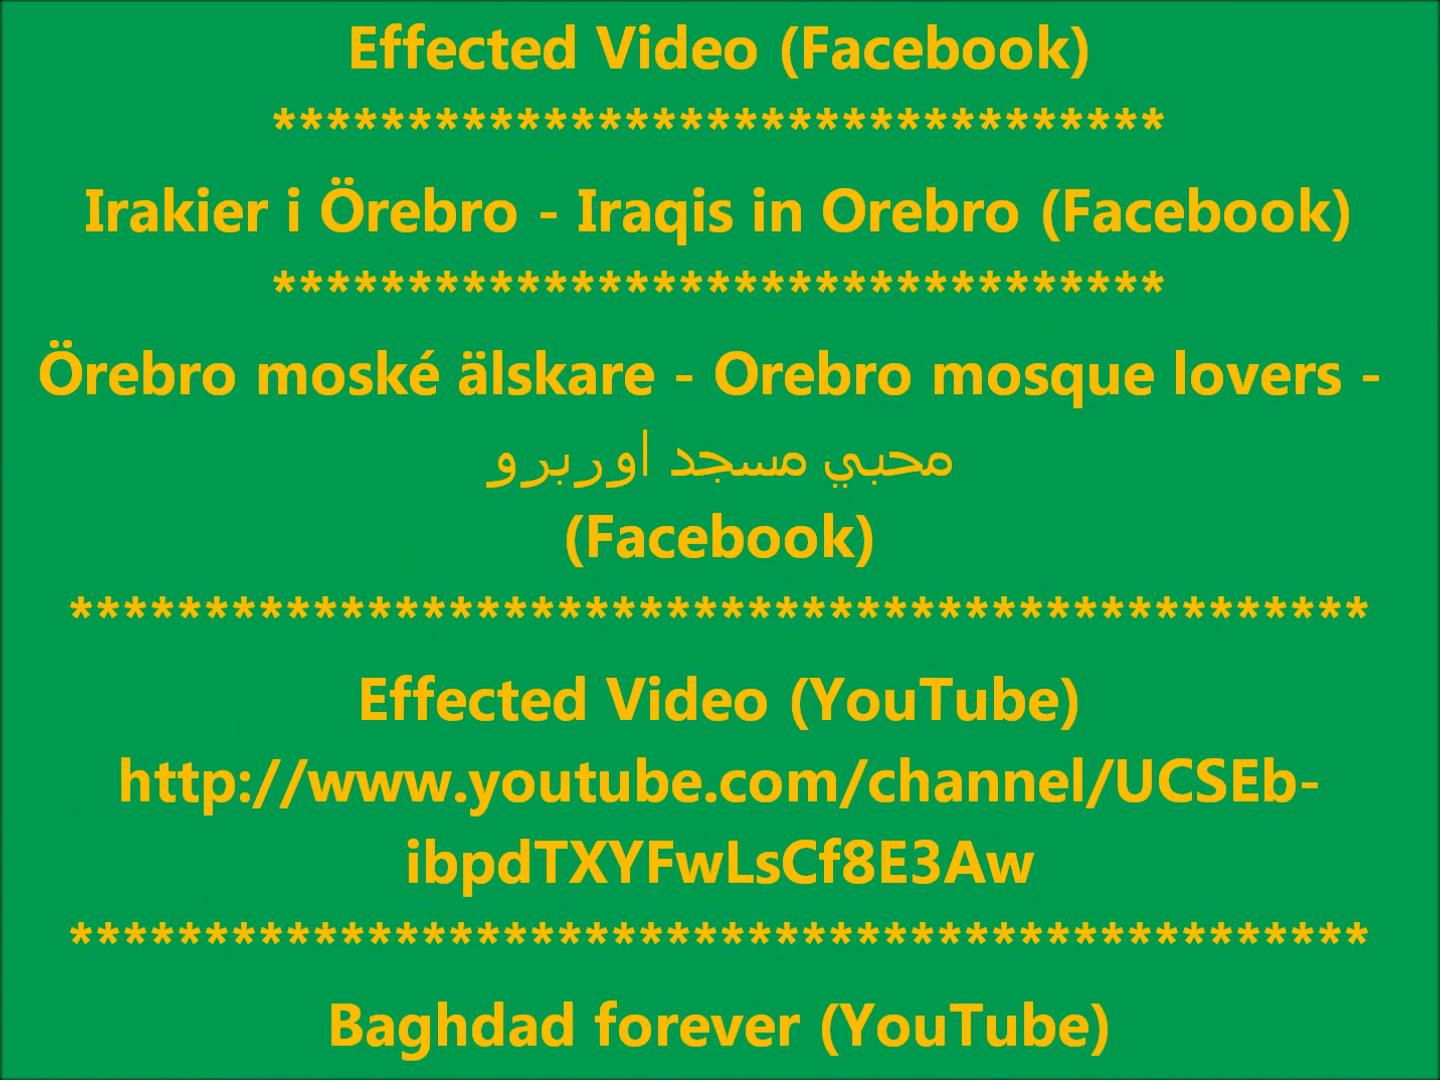 Effected Video (Facebook)
*********************************
Irakier i Örebro - Iraqis in Orebro (Facebook)
*********************************
Örebro moské älskare - Orebro mosque lovers -
محبي مسجد اوربرو
(Facebook)
************************************************
Effected Video (YouTube)
http://www.youtube.com/channel/UCSEb-
ibpdTXYFwLsCf8E3Aw
************************************************
Baghdad forever (YouTube)